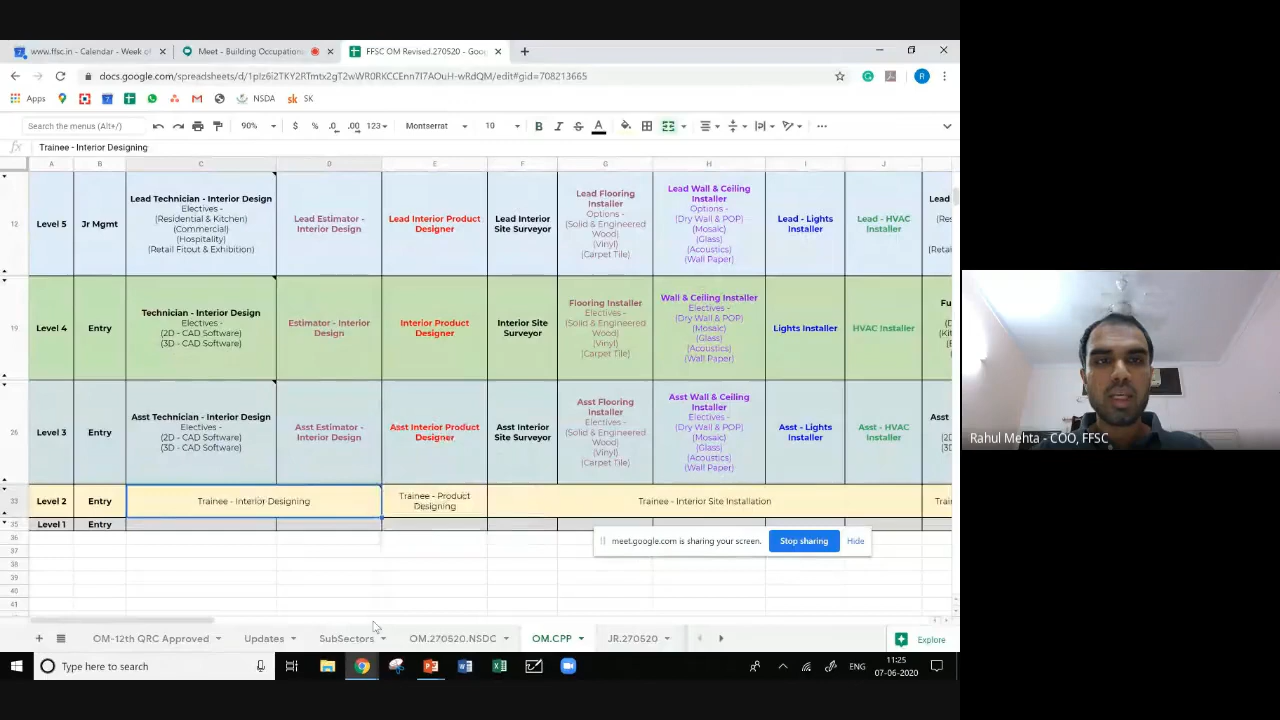 www.ffsc.in - Calendar - Week of
Meet - Building Occupation
FFSC OM Revised.270520 - Goo
docs.google.com/spreadsheets/d/1pIz6i2TKY2RTmtx2gT2wWR0RKCCEnn7I7AOuH-wRdQM/edit#gid=708213665
R
Apps
NSDA
sk SK
Search the menus (Alt+/)
90%
$ % .0 .00 123
Montserrat
10
B I S A
fx Trainee - Interior Designing
A B C D E F G H I J
12
Level 5
Jr Mgmt
Lead Technician - Interior Design
Electives -
(Residential & Kitchen)
(Commercial)
(Hospitality)
(Retail Fitout & Exhibition)
Lead Estimator -
Interior Design
Lead Interior Product
Designer
Lead Interior
Site Surveyor
Lead Flooring
Installer
Options -
(Solid & Engineered
Wood)
(Vinyl)
(Carpet Tile)
Lead Wall & Ceiling
Installer
Options -
(Dry Wall & POP)
(Mosaic)
(Glass)
(Acoustics)
(Wall Paper)
Lead - Lights
Installer
Lead - HVAC
Installer
Lead
(Res
(Retai
19
Level 4
Entry
Technician - Interior Design
Electives -
(2D - CAD Software)
(3D - CAD Software)
Estimator - Interior
Design
Interior Product
Designer
Interior Site
Surveyor
Flooring Installer
Electives -
(Solid & Engineered
Wood)
(Vinyl)
(Carpet Tile)
Wall & Ceiling Installer
Electives -
(Dry Wall & POP)
(Mosaic)
(Glass)
(Acoustics)
(Wall Paper)
Lights Installer
HVAC Installer
Fu
(Kit
26
Level 3
Entry
Asst Technician - Interior Design
Electives -
(2D - CAD Software)
(3D - CAD Software)
Asst Estimator -
Interior Design
Asst Interior Product
Designer
Asst Interior
Site Surveyor
Asst Flooring
Installer
Electives -
(Solid & Engineered
Wood)
(Vinyl)
(Carpet Tile)
Asst Wall & Ceiling
Installer
Electives -
(Dry Wall & POP)
(Mosaic)
(Glass)
(Acoustics)
(Wall Paper)
Asst - Lights
Installer
Asst - HVAC
Installer
Asst
(2D
(3D
33
Level 2
Entry
Trainee - Interior Designing
Trainee - Product
Designing
Trainee - Interior Site Installation
Train
35
Level 1
Entry
36
37
38
39
40
41
meet.google.com is sharing your screen.
Stop sharing
Hide
OM-12th QRC Approved
Updates
SubSectors
OM.270520.NSDC
OM.CPP
JR.270520
Explore
Type here to search
ENG
11:25
07-06-2020
Rahul Mehta - COO, FFSC